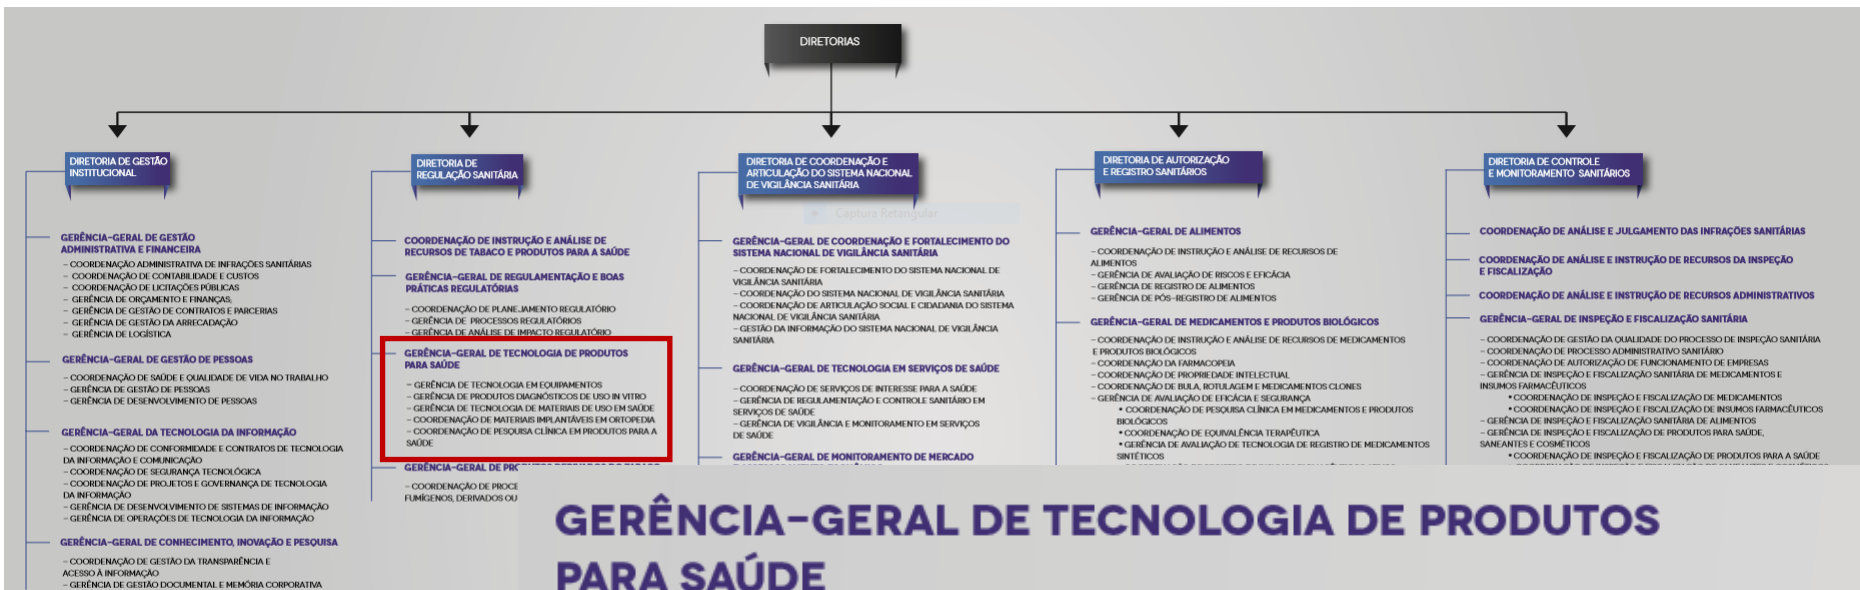 DIRETORIAS
DIRETORIA DE GESTÃO
INSTITUCIONAL
GERÊNCIA-GERAL DE GESTÃO
ADMINISTRATIVA E FINANCEIRA
- COORDENAÇÃO ADMINISTRATIVA DE INFRAÇÕES SANITÁRIAS
- COORDENAÇÃO DE CONTABILIDADE E CUSTOS
- COORDENAÇÃO DE LICITAÇÕES PÚBLICAS
- GERÊNCIA DE ORÇAMENTO E FINANÇAS;
- GERÊNCIA DE GESTÃO DE CONTRATOS E PARCERIAS
- GERÊNCIA DE GESTÃO DA ARRECADAÇÃO
- GERÊNCIA DE LOGÍSTICA
GERÊNCIA-GERAL DE GESTÃO DE PESSOAS
- COORDENAÇÃO DE SAÚDE E QUALIDADE DE VIDA NO TRABALHO
- GERÊNCIA DE GESTÃO DE PESSOAS
- GERÊNCIA DE DESENVOLVIMENTO DE PESSOAS
GERÊNCIA-GERAL DA TECNOLOGIA DA INFORMAÇÃO
- COORDENAÇÃO DE CONFORMIDADE E CONTRATOS DE TECNOLOGIA
DA INFORMAÇÃO E COMUNICAÇÃO
- COORDENAÇÃO DE SEGURANÇA TECNOLÓGICA
- COORDENAÇÃO DE PROJETOS E GOVERNANÇA DE TECNOLOGIA
DA INFORMAÇÃO
- GERÊNCIA DE DESENVOLVIMENTO DE SISTEMAS DE INFORMAÇÃO
- GERÊNCIA DE OPERAÇÕES DE TECNOLOGIA DA INFORMAÇÃO
GERÊNCIA-GERAL DE CONHECIMENTO, INOVAÇÃO E PESQUISA
- COORDENAÇÃO DE GESTÃO DA TRANSPARÊNCIA E
ACESSO À INFORMAÇÃO
- GERÊNCIA DE GESTÃO DOCUMENTAL E MEMÓRIA CORPORATIVA
DIRETORIA DE
REGULAÇÃO SANITÁRIA
COORDENAÇÃO DE INSTRUÇÃO E ANÁLISE DE
RECURSOS DE TABACO E PRODUTOS PARA A SAÚDE
GERÊNCIA-GERAL DE REGULAMENTAÇÃO E BOAS
PRÁTICAS REGULATÓRIAS
- COORDENAÇÃO DE PLANEJAMENTO REGULATÓRIO
- GERÊNCIA DE PROCESSOS REGULATÓRIOS
- GERÊNCIA DE ANÁLISE DE IMPACTO REGULATÓRIO
GERÊNCIA-GERAL DE TECNOLOGIA DE PRODUTOS
PARA SAÚDE
- GERÊNCIA DE TECNOLOGIA EM EQUIPAMENTOS
- GERÊNCIA DE PRODUTOS DIAGNÓSTICOS DE USO IN VITRO
- GERÊNCIA DE TECNOLOGIA DE MATERIAIS DE USO EM SAÚDE
- COORDENAÇÃO DE MATERIAIS IMPLANTÁVEIS EM ORTOPEDIA
- COORDENAÇÃO DE PESQUISA CLÍNICA EM PRODUTOS PARA A
SAÚDE
GERÊNCIA-GERAL DE
- COORDENAÇÃO DE PROCE
FUMÍGENOS, DERIVADOS OU
DIRETORIA DE COORDENAÇÃO E
ARTICULAÇÃO DO SISTEMA NACIONAL
DE VIGILÂNCIA SANITÁRIA
Captura Retangular
GERÊNCIA-GERAL DE COORDENAÇÃO E FORTALECIMENTO DO
SISTEMA NACIONAL DE VIGILÂNCIA SANITÁRIA
- COORDENAÇÃO DE FORTALECIMENTO DO SISTEMA NACIONAL DE
VIGILÂNCIA SANITÁRIA
- COORDENAÇÃO DO SISTEMA NACIONAL DE VIGILÂNCIA SANITÁRIA
- COORDENAÇÃO DE ARTICULAÇÃO SOCIAL E CIDADANIA DO SISTEMA
NACIONAL DE VIGILÂNCIA SANITÁRIA
- GESTÃO DA INFORMAÇÃO DO SISTEMA NACIONAL DE VIGILÂNCIA
SANITÁRIA
GERÊNCIA-GERAL DE TECNOLOGIA EM SERVIÇOS DE SAÚDE
- COORDENAÇÃO DE SERVIÇOS DE INTERESSE PARA A SAÚDE
- GERÊNCIA DE REGULAMENTAÇÃO E CONTROLE SANITÁRIO EM
SERVIÇOS DE SAÚDE
- GERÊNCIA DE VIGILÂNCIA E MONITORAMENTO EM SERVIÇOS
DE SAÚDE
GERÊNCIA-GERAL DE MONITORAMENTO DE MERCADO
DIRETORIA DE AUTORIZAÇÃO
E REGISTRO SANITÁRIOS
GERÊNCIA-GERAL DE ALIMENTOS
- COORDENAÇÃO DE INSTRUÇÃO E ANÁLISE DE RECURSOS DE
ALIMENTOS
- GERÊNCIA DE AVALIAÇÃO DE RISCOS E EFICÁCIA
- GERÊNCIA DE REGISTRO DE ALIMENTOS
- GERÊNCIA DE PÓS-REGISTRO DE ALIMENTOS
GERÊNCIA-GERAL DE MEDICAMENTOS E PRODUTOS BIOLÓGICOS
- COORDENAÇÃO DE INSTRUÇÃO E ANÁLISE DE RECURSOS DE MEDICAMENTOS
E PRODUTOS BIOLÓGICOS
- COORDENAÇÃO DA FARMACOPEIA
- COORDENAÇÃO DE PROPRIEDADE INTELECTUAL
- COORDENAÇÃO DE BULA, ROTULAGEM E MEDICAMENTOS CLONES
- GERÊNCIA DE AVALIAÇÃO DE EFICÁCIA E SEGURANÇA
• COORDENAÇÃO DE PESQUISA CLÍNICA EM MEDICAMENTOS E PRODUTOS
BIOLÓGICOS
• COORDENAÇÃO DE EQUIVALÊNCIA TERAPÊUTICA
• GERÊNCIA DE AVALIAÇÃO DE TECNOLOGIA DE REGISTRO DE MEDICAMENTOS
SINTÉTICOS
DIRETORIA DE CONTROLE
E MONITORAMENTO SANITÁRIOS
COORDENAÇÃO DE ANÁLISE E JULGAMENTO DAS INFRAÇÕES SANITÁRIAS
COORDENAÇÃO DE ANÁLISE E INSTRUÇÃO DE RECURSOS DA INSPEÇÃO
E FISCALIZAÇÃO
COORDENAÇÃO DE ANÁLISE E INSTRUÇÃO DE RECURSOS ADMINISTRATIVOS
GERÊNCIA-GERAL DE INSPEÇÃO E FISCALIZAÇÃO SANITÁRIA
- COORDENAÇÃO DE GESTÃO DA QUALIDADE DO PROCESSO DE INSPEÇÃO SANITÁRIA
- COORDENAÇÃO DE PROCESSO ADMINISTRATIVO SANITÁRIO
- COORDENAÇÃO DE AUTORIZAÇÃO DE FUNCIONAMENTO DE EMPRESAS
- GERÊNCIA DE INSPEÇÃO E FISCALIZAÇÃO SANITÁRIA DE MEDICAMENTOS E
INSUMOS FARMACÊUTICOS
• COORDENAÇÃO DE INSPEÇÃO E FISCALIZAÇÃO DE MEDICAMENTOS
• COORDENAÇÃO DE INSPEÇÃO E FISCALIZAÇÃO DE INSUMOS FARMACÊUTICOS
- GERÊNCIA DE INSPEÇÃO E FISCALIZAÇÃO SANITÁRIA DE ALIMENTOS
- GERÊNCIA DE INSPEÇÃO E FISCALIZAÇÃO DE PRODUTOS PARA SAÚDE,
SANEANTES E COSMÉTICOS
• COORDENAÇÃO DE INSPEÇÃO E FISCALIZAÇÃO DE PRODUTOS PARA A SAÚDE
GERÊNCIA-GERAL DE TECNOLOGIA DE PRODUTOS
PARA SAÚDE